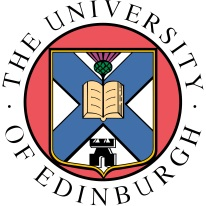 · THE UNIVERSITY ·
OF EDINBURGH